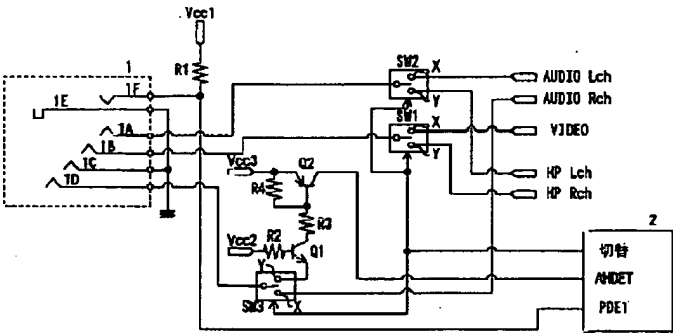 Vcc1
R1
1
1F
1E
1A
1B
1C
1D
SW2
X
Y
AUDIO Lch
AUDIO Rch
SW1
X
Y
VIDEO
HP Lch
HP Rch
Vcc3
Q2
R4
R3
Vcc2
R2
Q1
Y
SW3
X
2
切替
AHDET
PDET